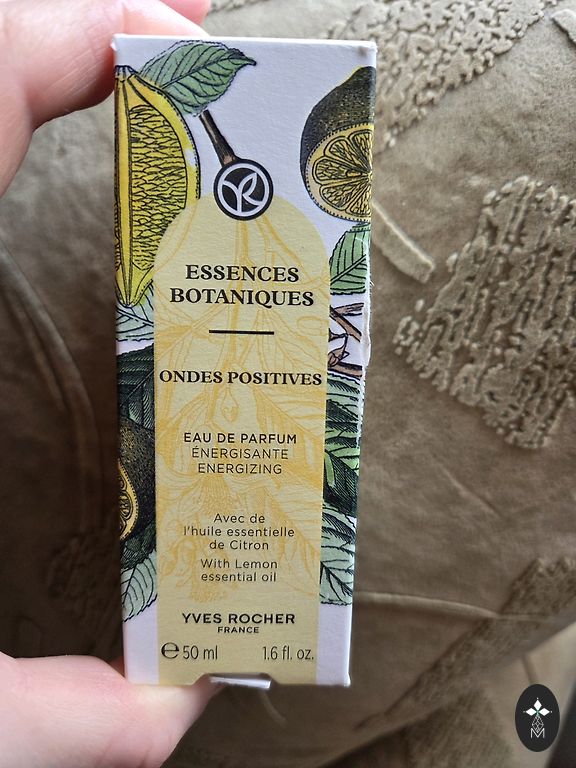 ESSENCES
BOTANIQUES
ONDES POSITIVES
EAU DE PARFUM
ÉNERGISANTE
ENERGIZING
Avec de
l'huile essentielle
de Citron
With Lemon
essential oil
YVES ROCHER
FRANCE
℮ 50 ml 1.6 fl. oz.
M